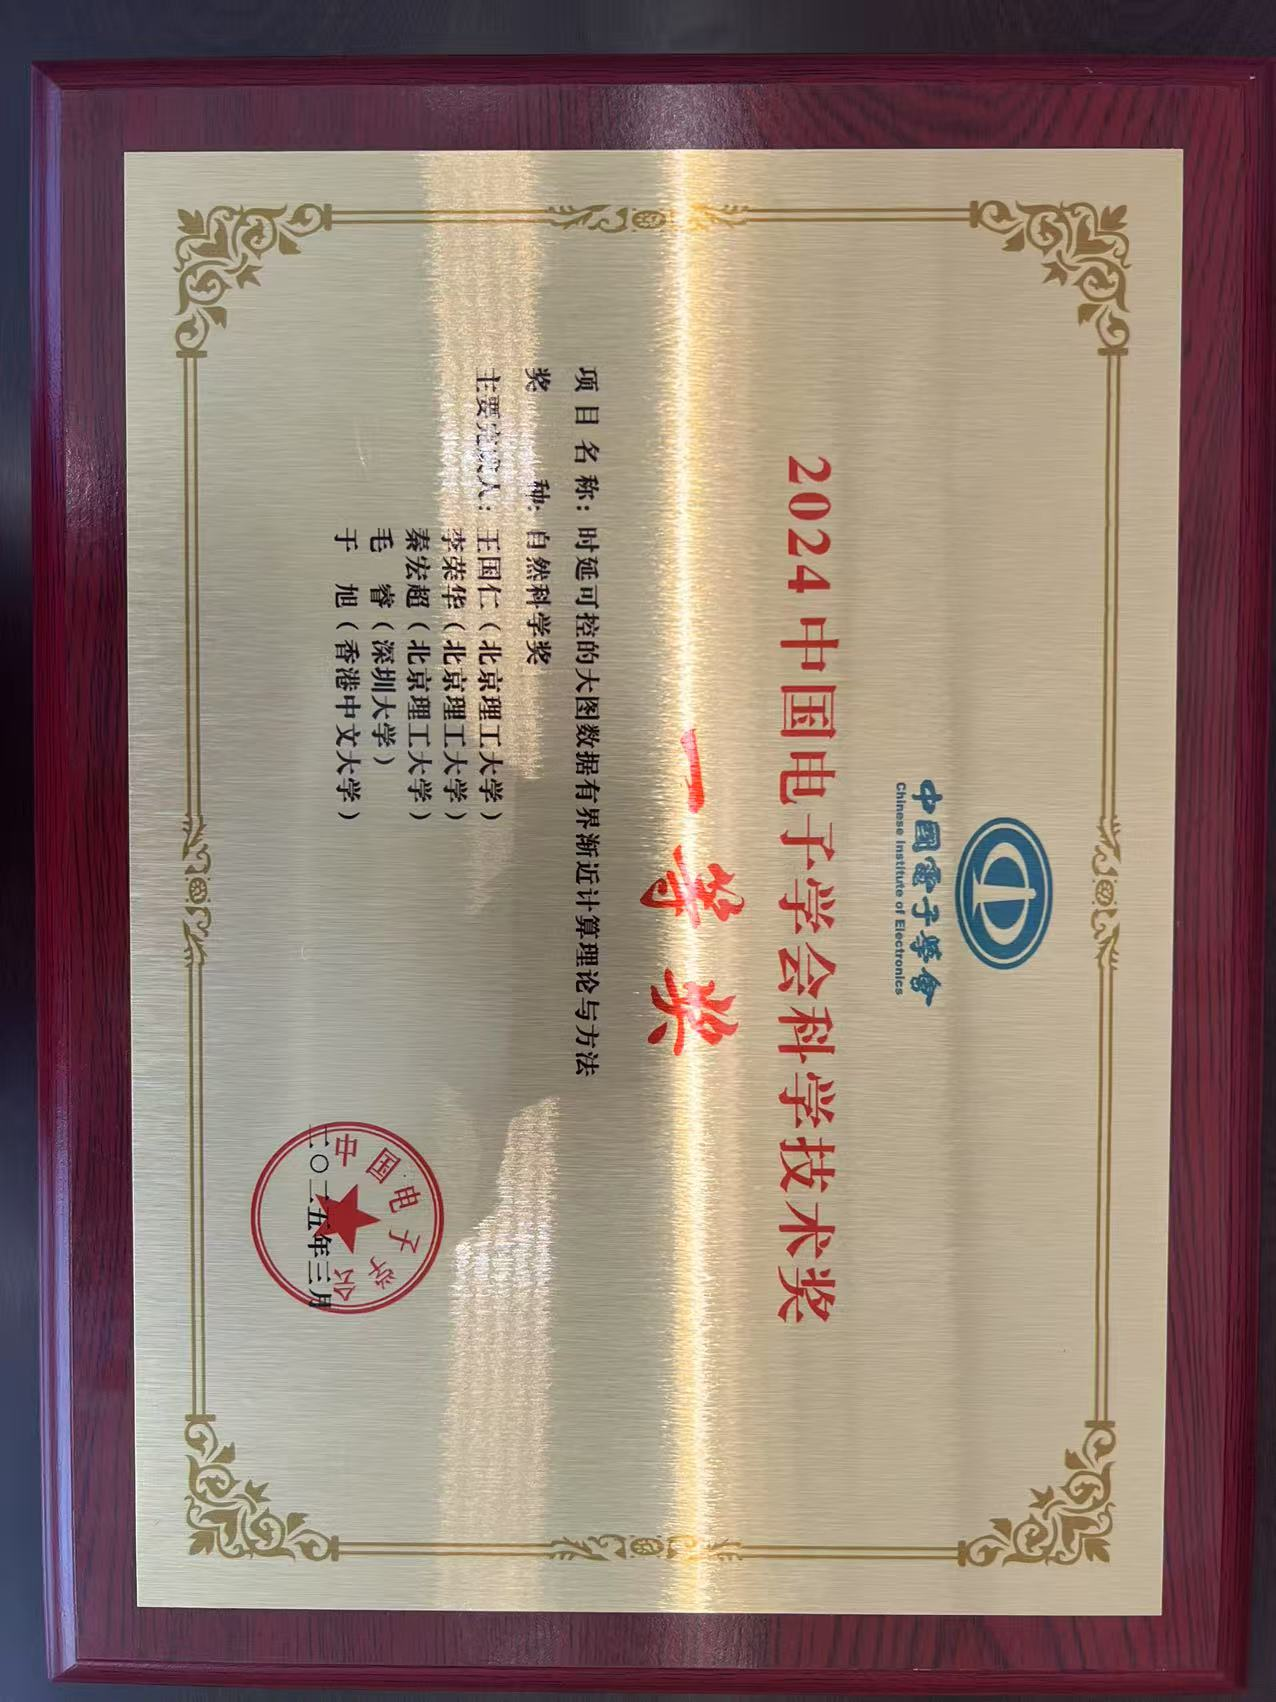 中國電子學會
Chinese Institute of Electronics
2024中国电子学会科学技术奖
一等奖
项目名称：时延可控的大图数据有界渐近计算理论与方法
奖 种：自然科学奖
主要完成人：王国仁（北京理工大学）
李荣华（北京理工大学）
秦宏超（北京理工大学）
毛 睿（深圳大学）
于 旭（香港中文大学）
中国电子学会
二〇二五年三月